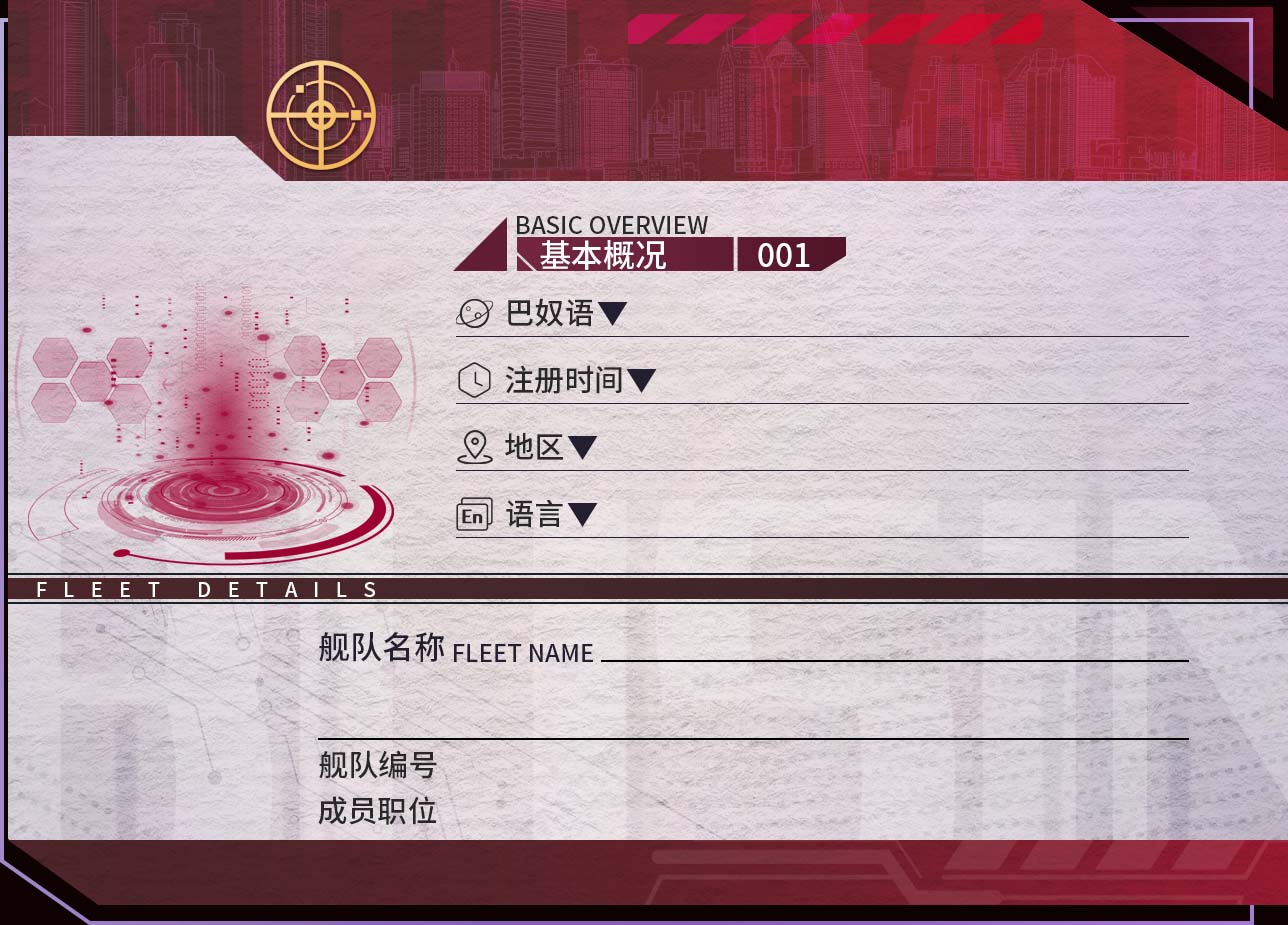 BASIC OVERVIEW
基本概况 001
巴奴语▼
注册时间▼
地区▼
En 语言▼
FLEET DETAILS
舰队名称 FLEET NAME
舰队编号
成员职位